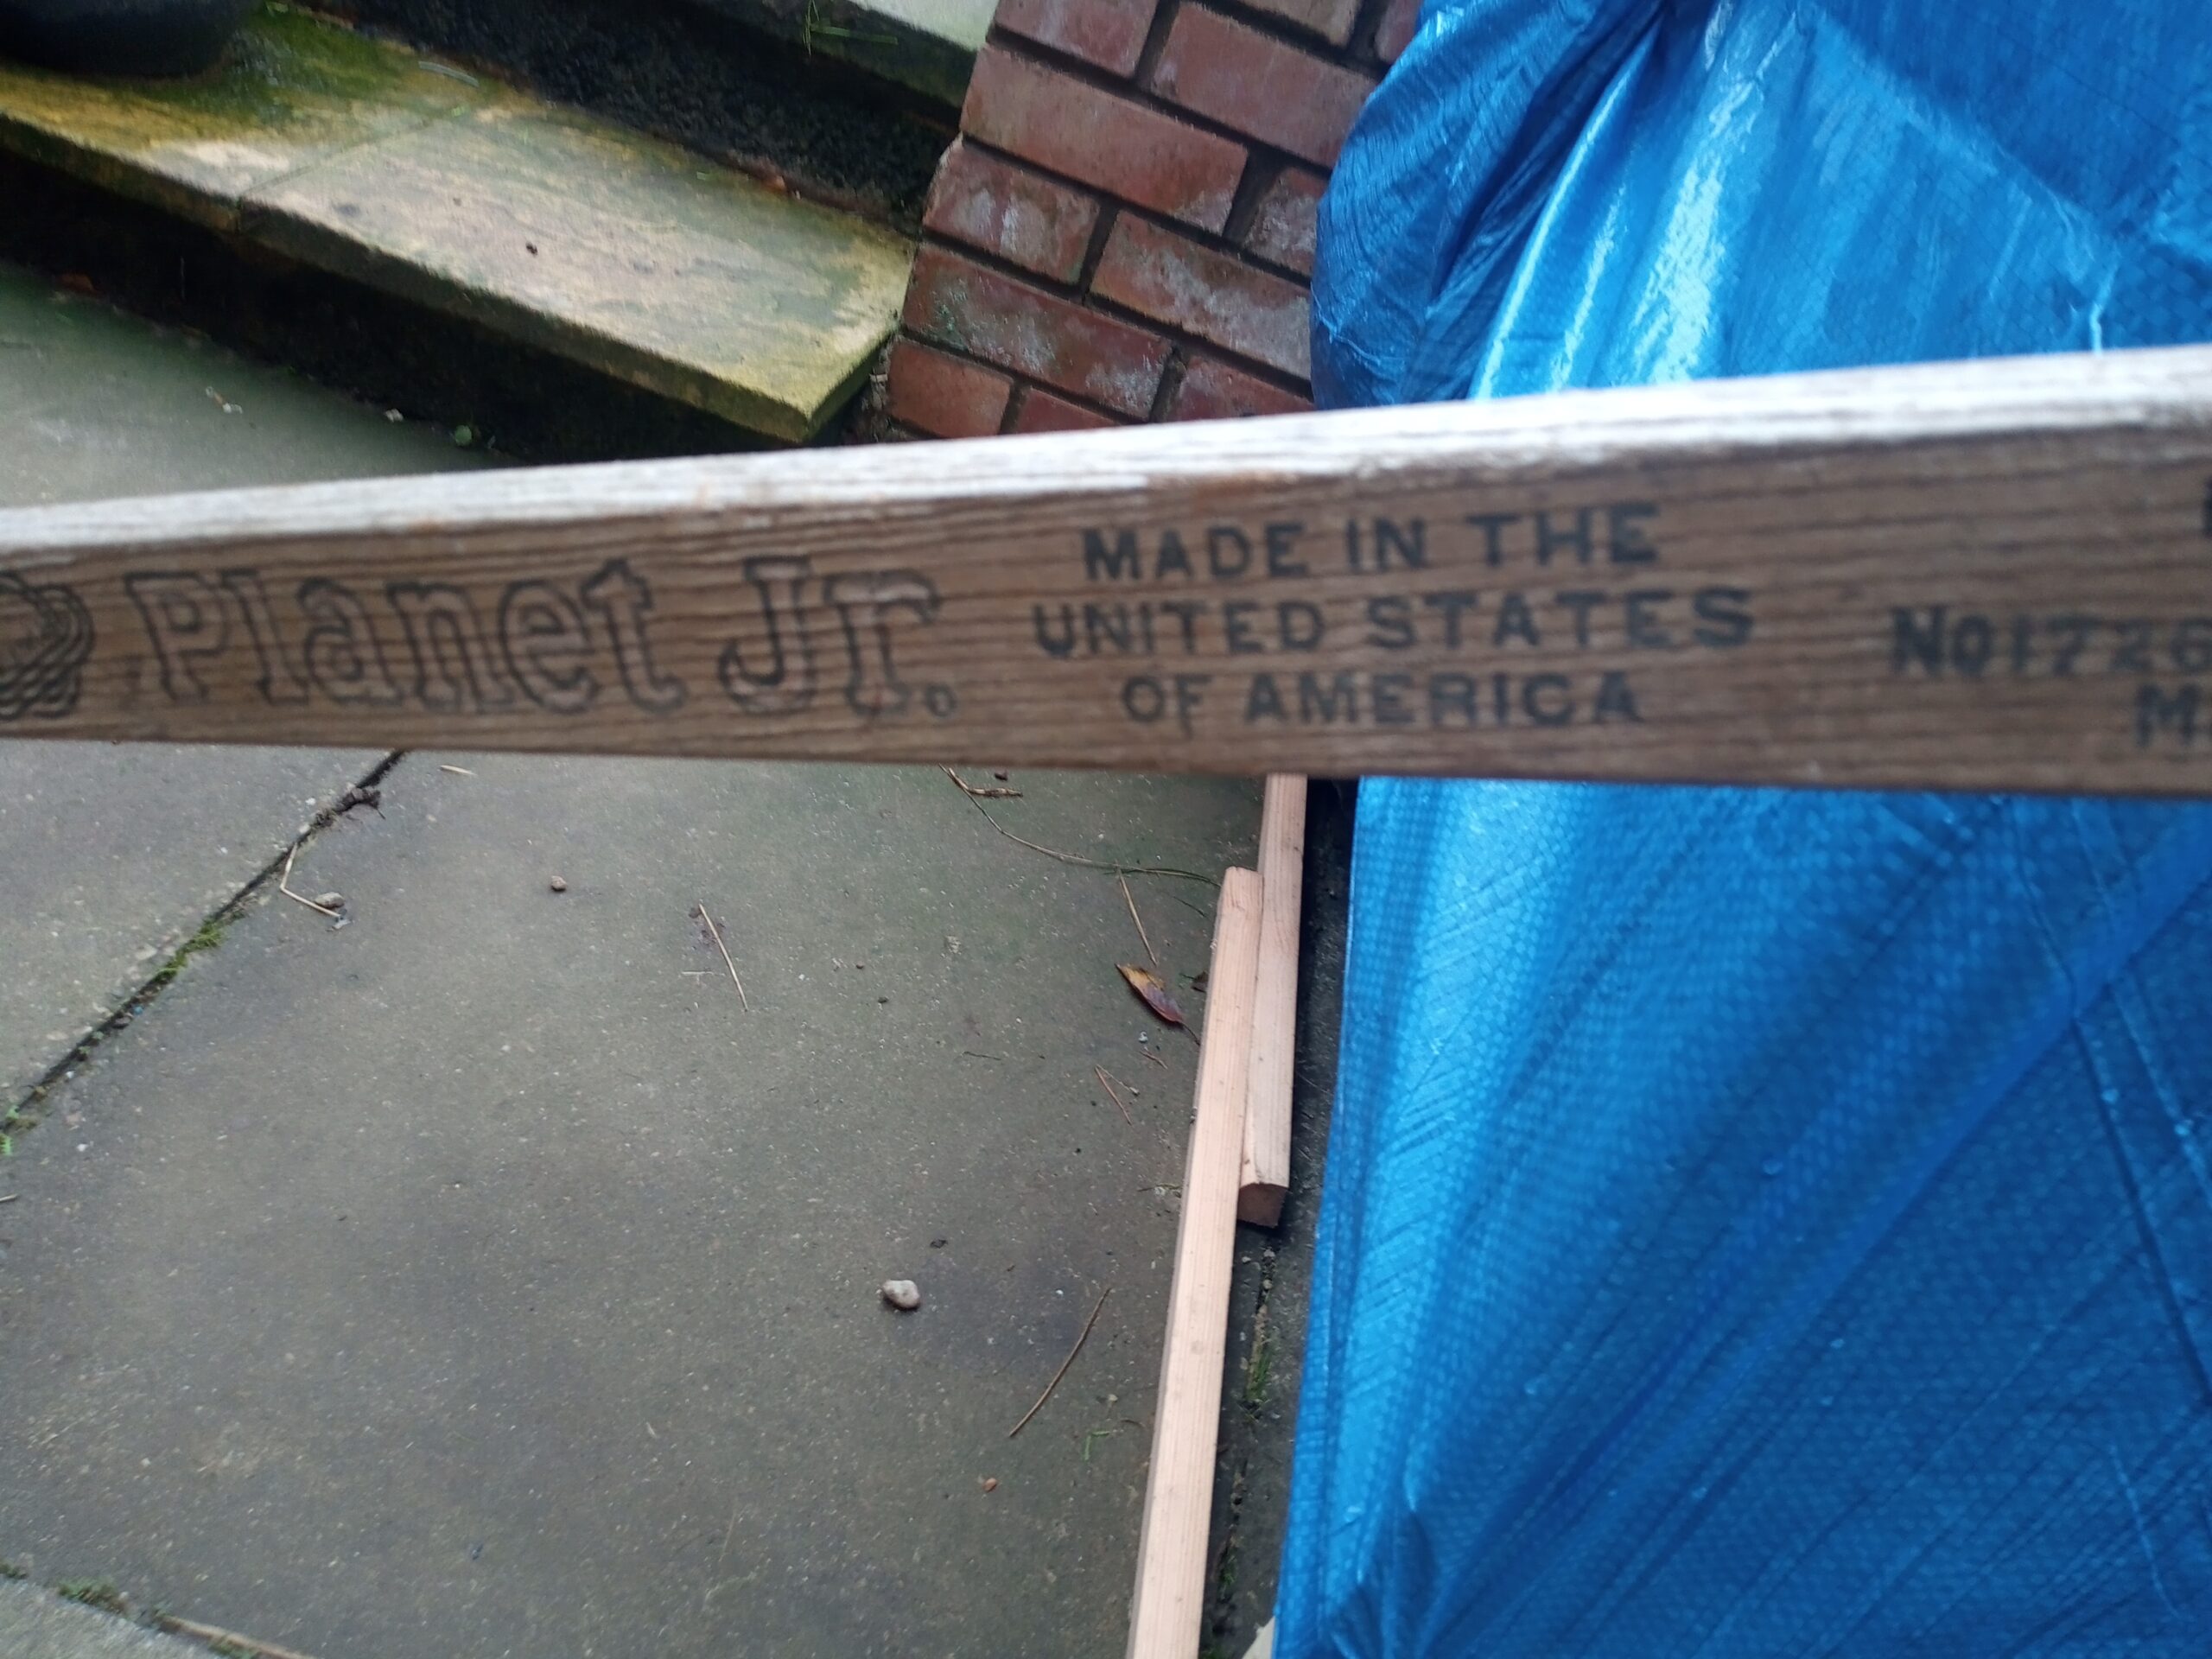 Planet Jr.
MADE IN THE
UNITED STATES
OF AMERICA